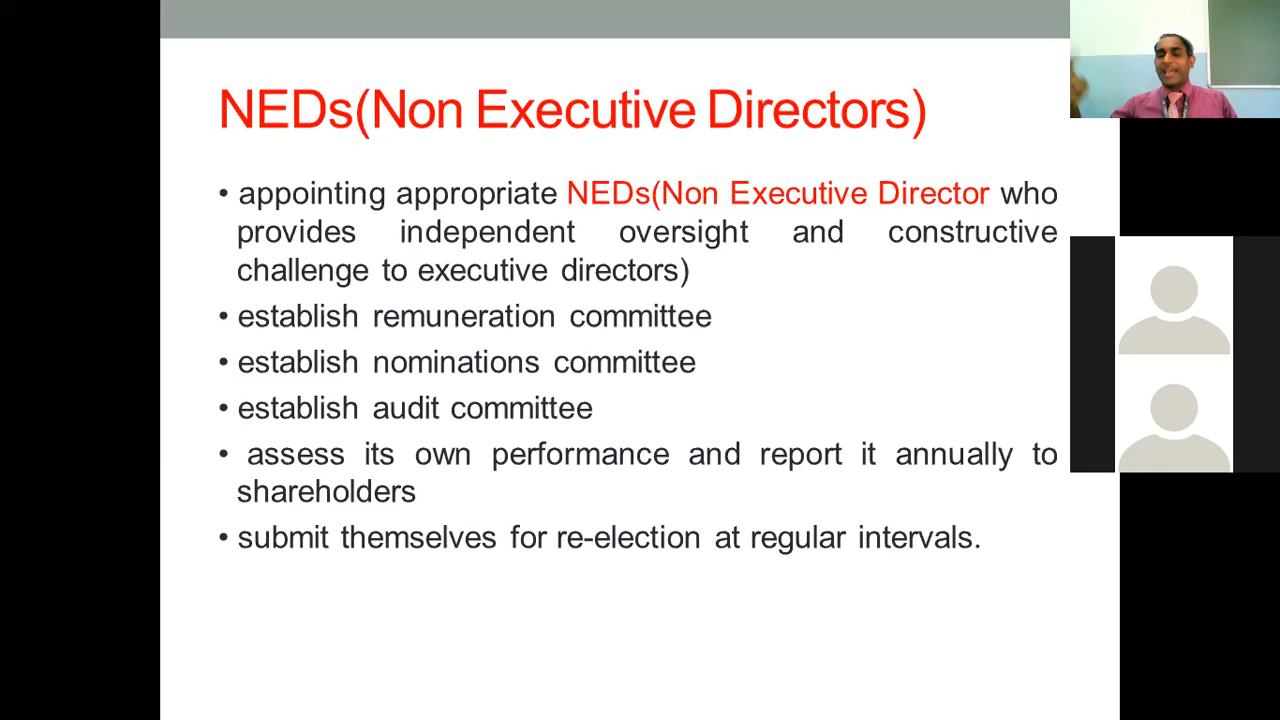 NEDs(Non Executive Directors)
• appointing appropriate NEDs(Non Executive Director who
provides independent oversight and constructive
challenge to executive directors)
• establish remuneration committee
• establish nominations committee
• establish audit committee
• assess its own performance and report it annually to
shareholders
• submit themselves for re-election at regular intervals.